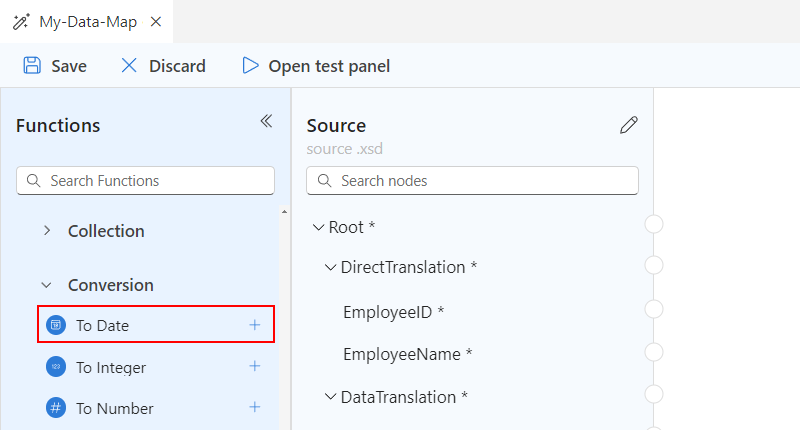 My-Data-Map
Save Discard Open test panel
Functions
Search Functions
Collection
Conversion
To Date
To Integer
To Number
Source
source .xsd
Search nodes
Root *
DirectTranslation *
EmployeeID *
EmployeeName *
DataTranslation *